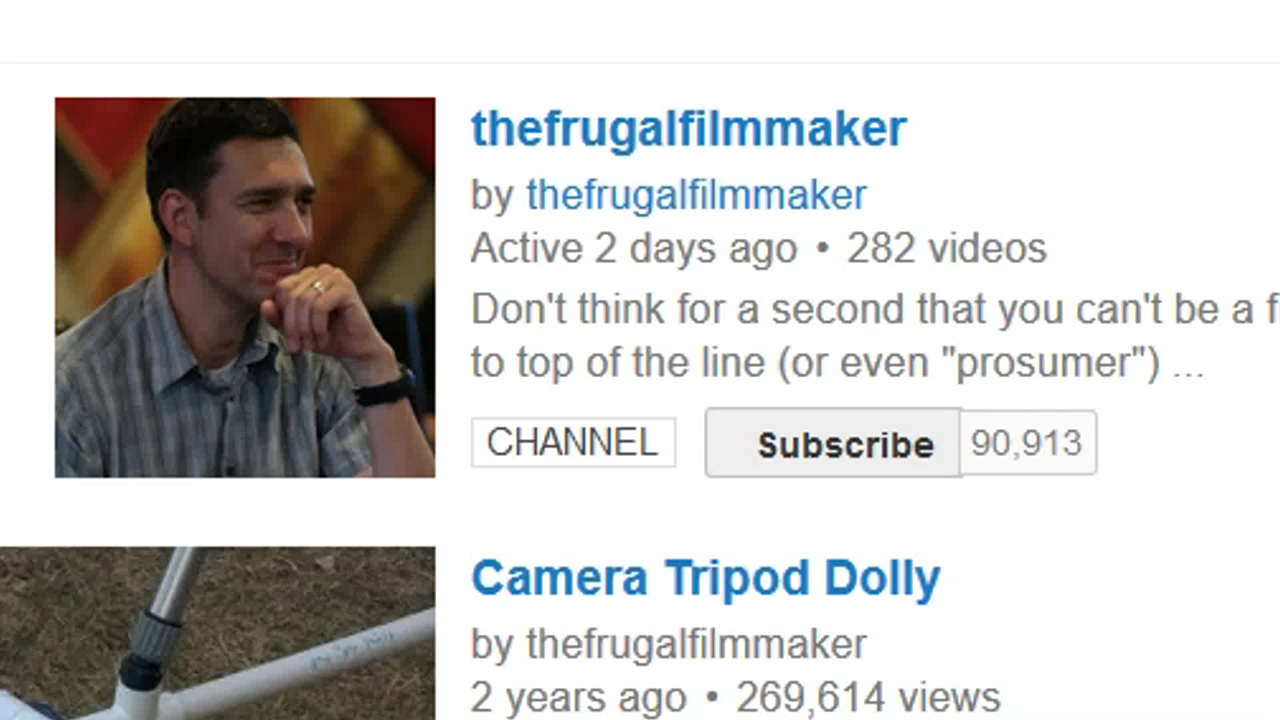 thefrugalfilmmaker
by thefrugalfilmmaker
Active 2 days ago • 282 videos
Don't think for a second that you can't be a f
to top of the line (or even "prosumer") ...
CHANNEL Subscribe 90,913
Camera Tripod Dolly
by thefrugalfilmmaker
2 years ago • 269,614 views